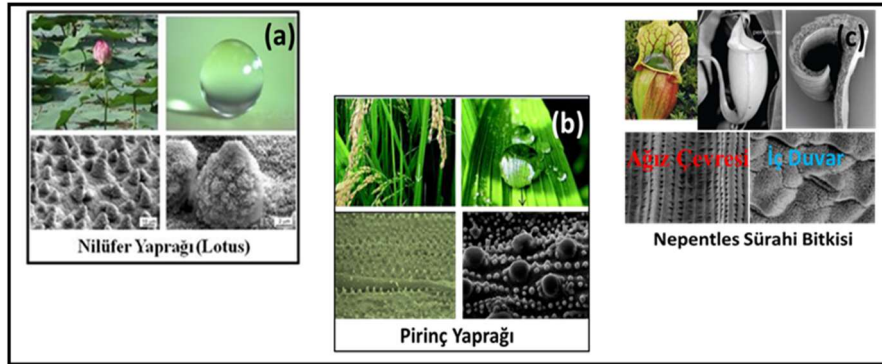 (a)
Nilüfer Yaprağı (Lotus)
(b)
Pirinç Yaprağı
(c)
Ağız Çevresi
İç Duvar
Nepentles Sürahi Bitkisi